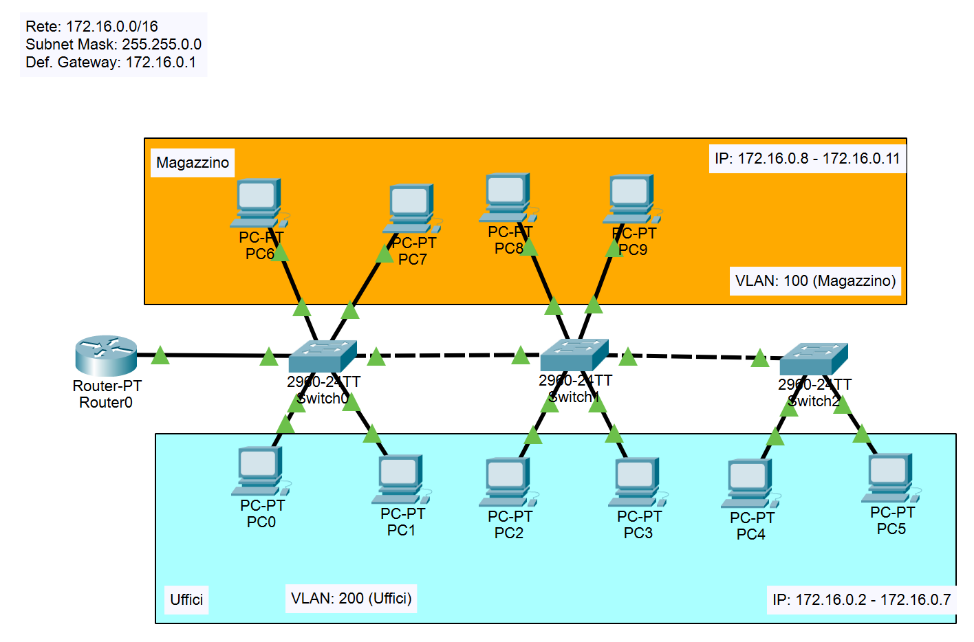 Rete: 172.16.0.0/16
Subnet Mask: 255.255.0.0
Def. Gateway: 172.16.0.1
Magazzino
IP: 172.16.0.8 - 172.16.0.11
PC-PT
PC6
PC-PT
PC7
PC-PT
PC8
PC-PT
PC9
VLAN: 100 (Magazzino)
Router-PT
Router0
2960-24TT
Switch0
2960-24TT
Switch1
2960-24TT
Switch2
PC-PT
PC0
PC-PT
PC1
PC-PT
PC2
PC-PT
PC3
PC-PT
PC4
PC-PT
PC5
Uffici
VLAN: 200 (Uffici)
IP: 172.16.0.2 - 172.16.0.7